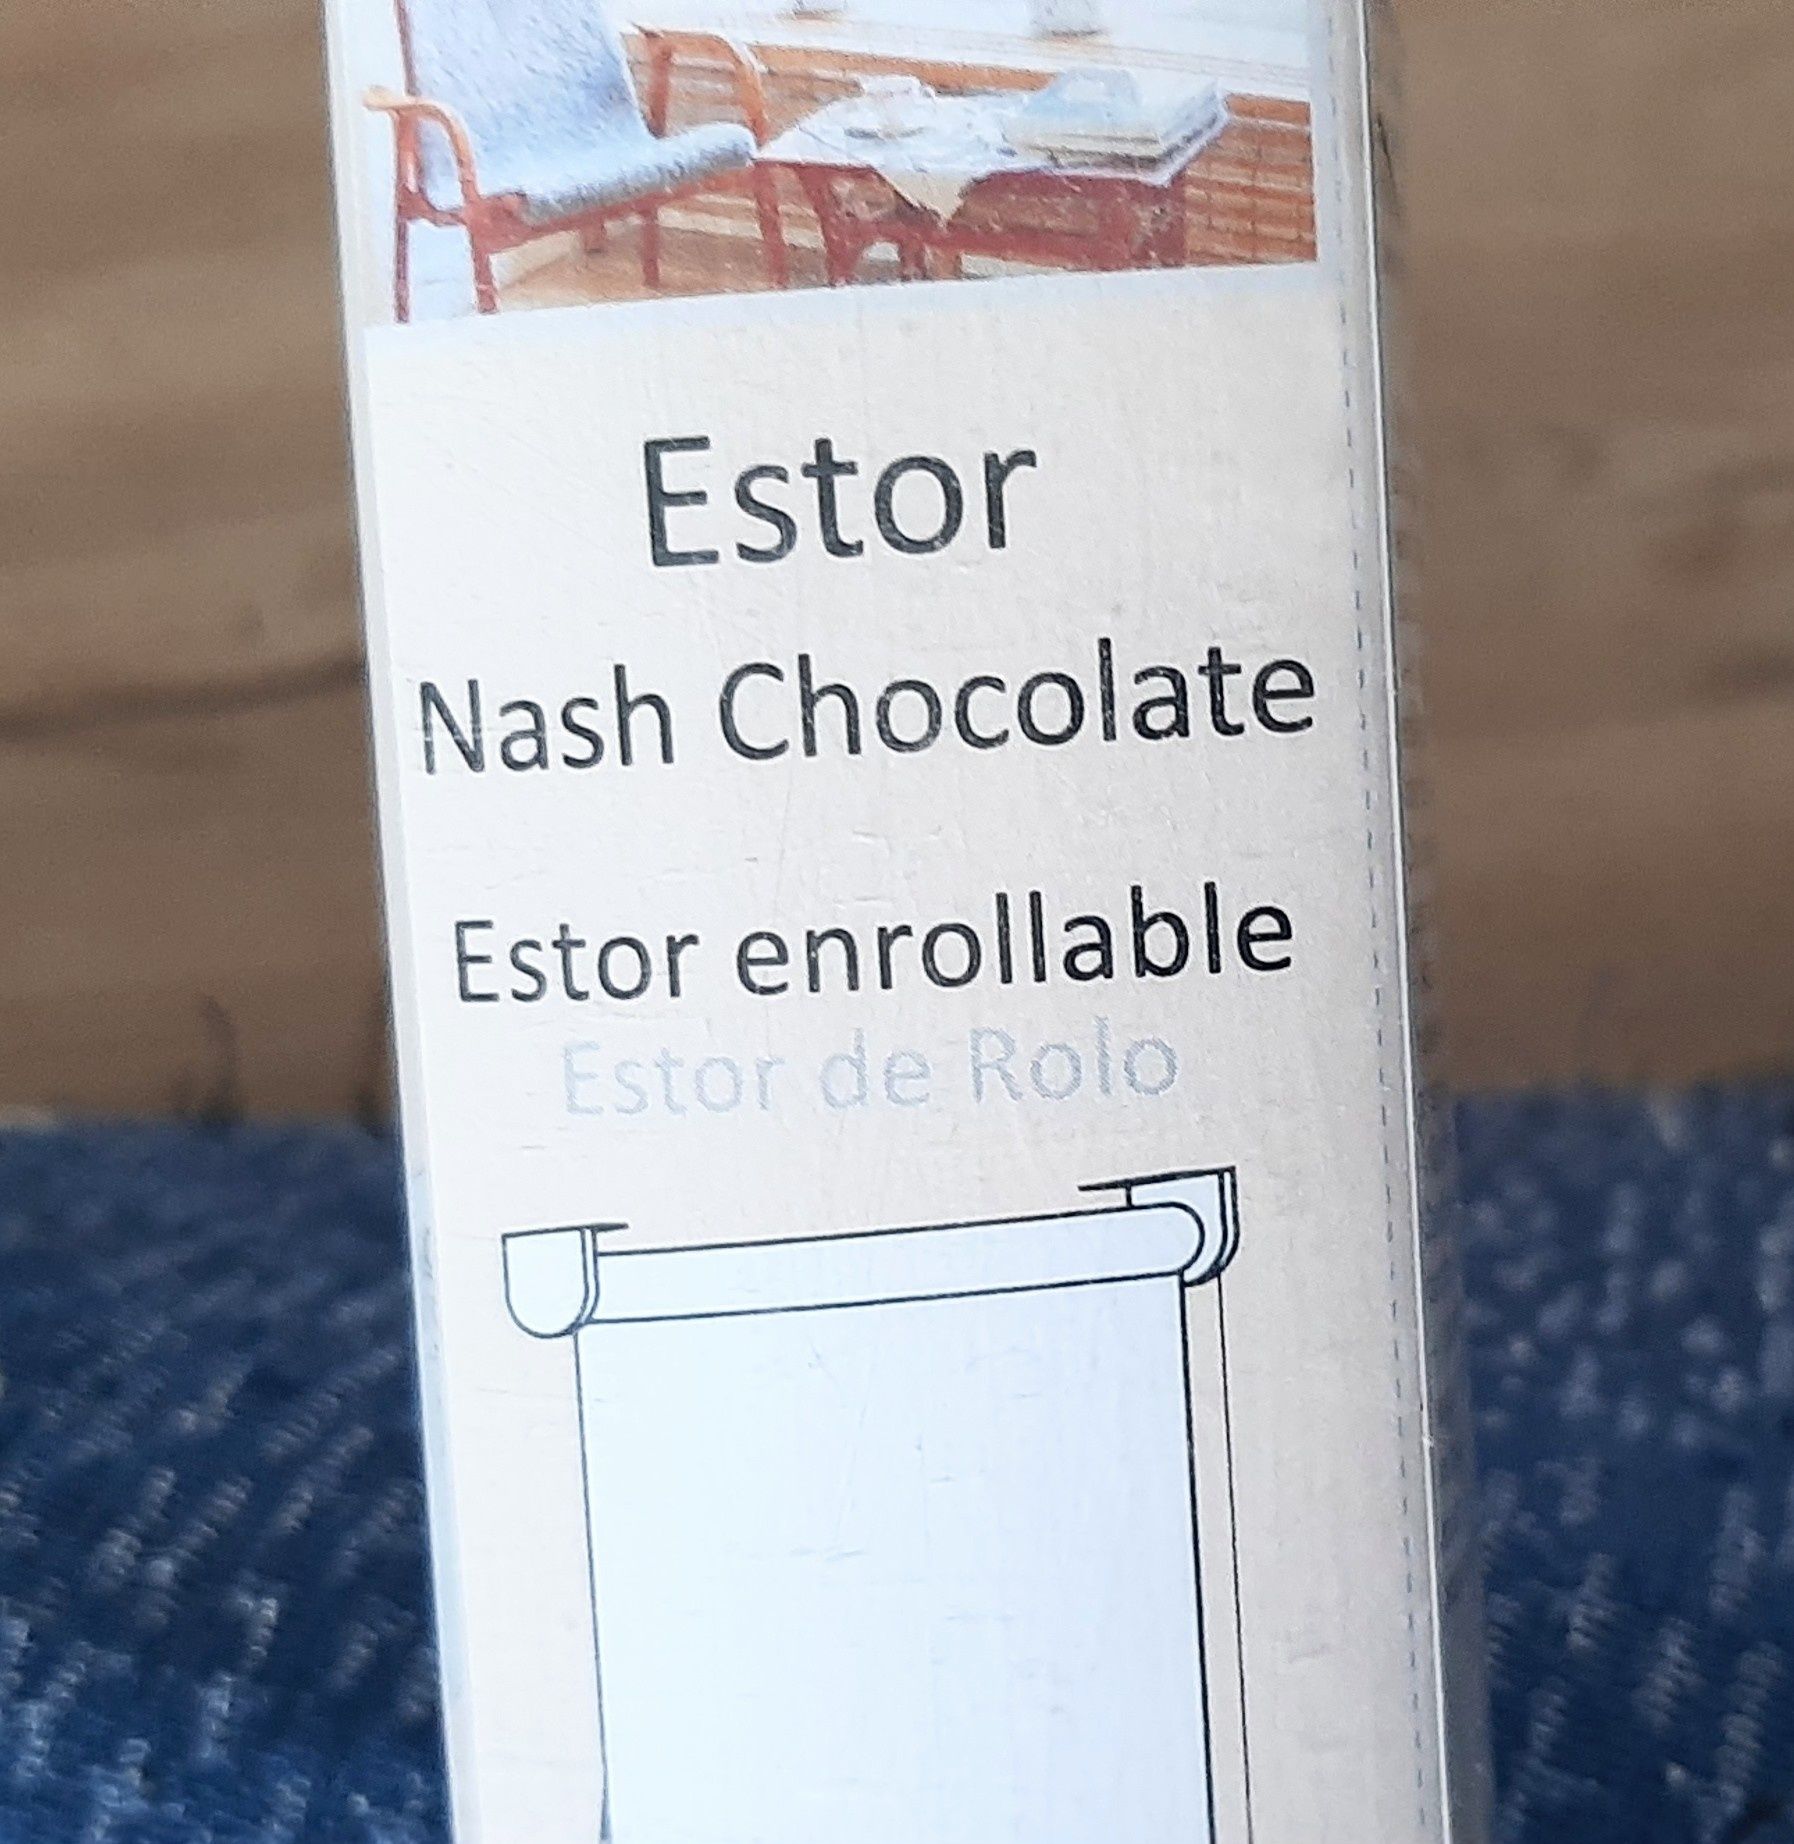 Estor
Nash Chocolate
Estor enrollable
Estor de Rolo